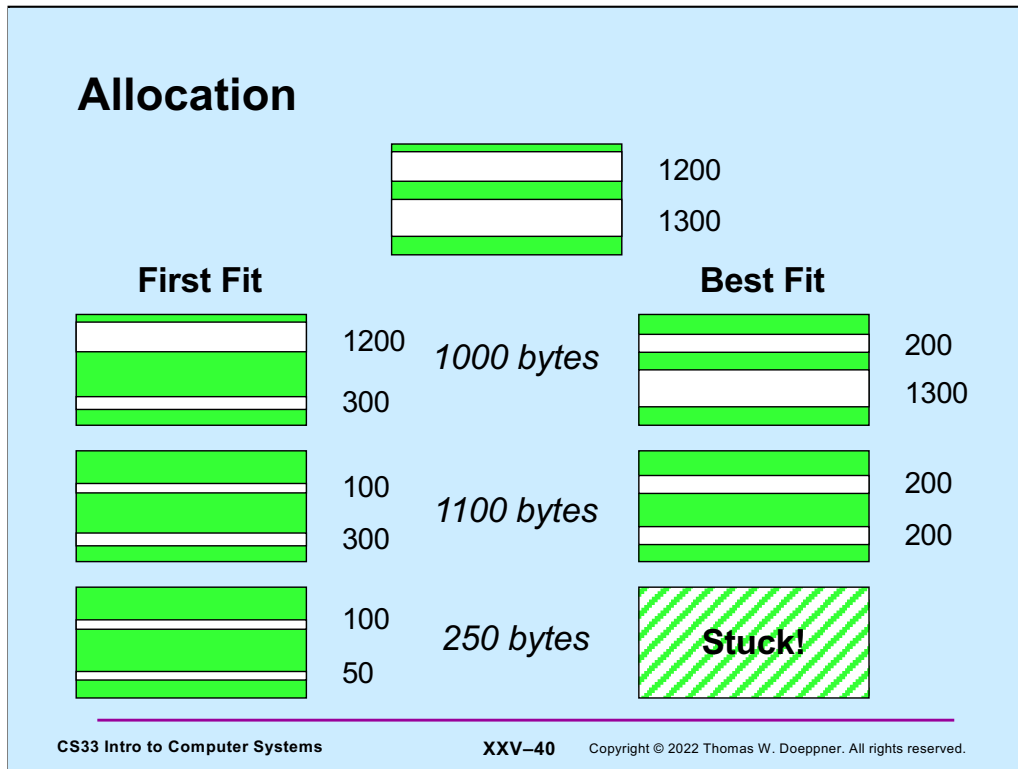 Allocation
1200
1300
First Fit
Best Fit
1200
300
1000 bytes
200
1300
100
300
1100 bytes
200
200
100
50
250 bytes
Stuck!
CS33 Intro to Computer Systems
XXV–40
Copyright © 2022 Thomas W. Doeppner. All rights reserved.